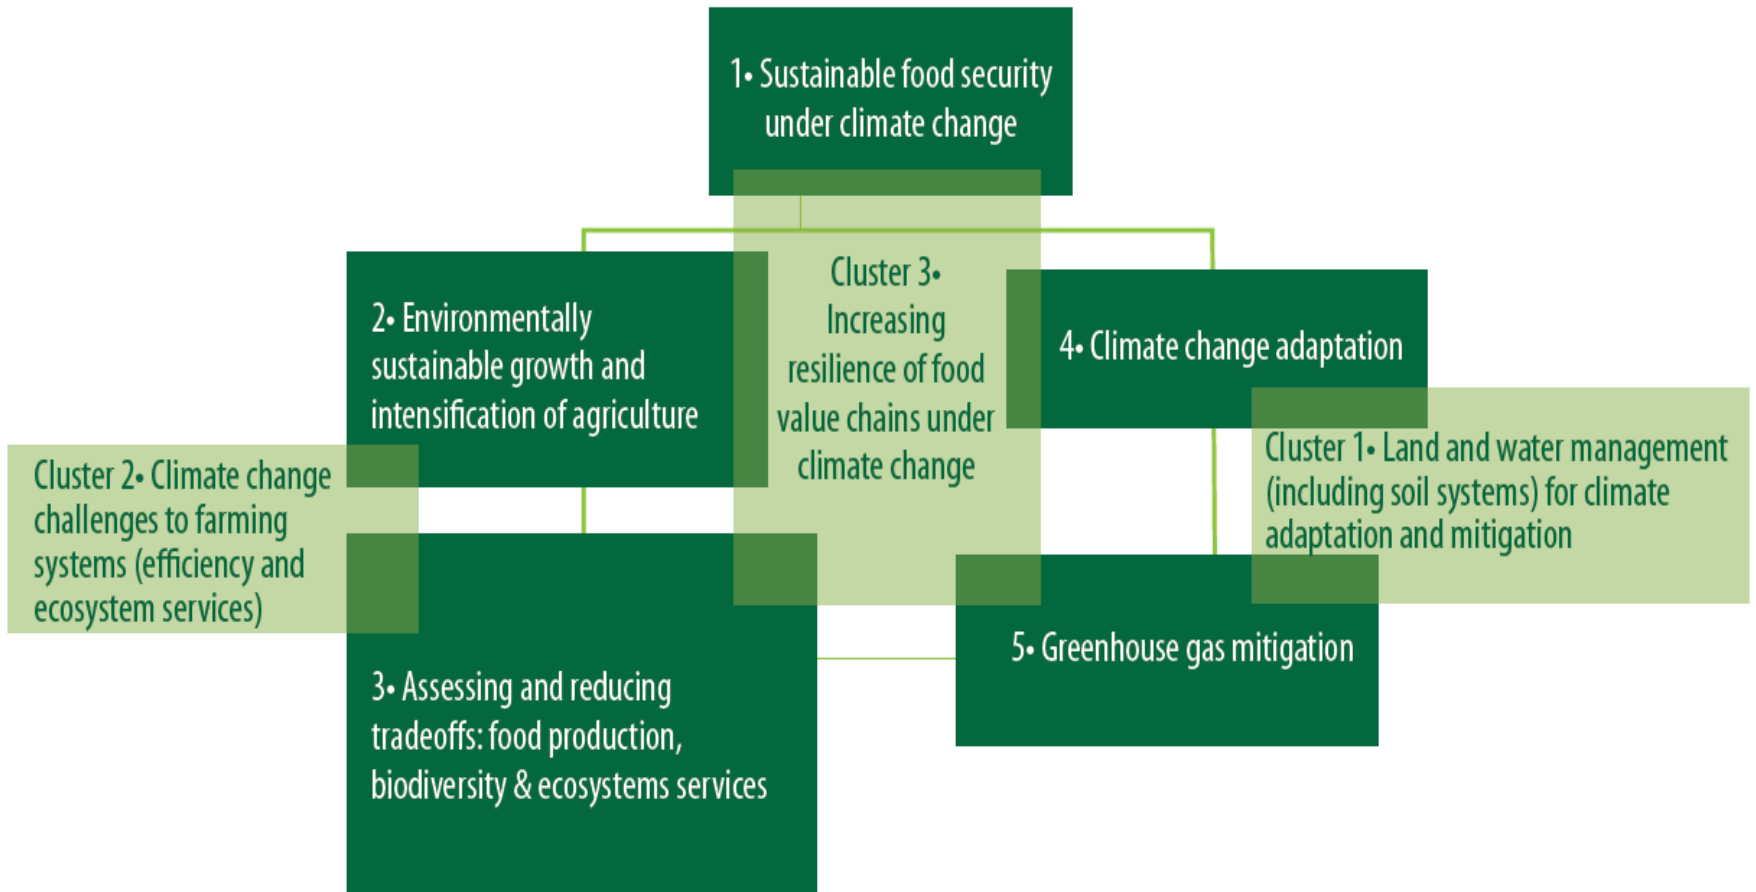 1• Sustainable food security
under climate change
2• Environmentally
sustainable growth and
intensification of agriculture
Cluster 3•
Increasing
resilience of food
value chains under
climate change
4• Climate change adaptation
Cluster 2• Climate change
challenges to farming
systems (efficiency and
ecosystem services)
Cluster 1• Land and water management
(including soil systems) for climate
adaptation and mitigation
3• Assessing and reducing
tradeoffs: food production,
biodiversity & ecosystems services
5• Greenhouse gas mitigation